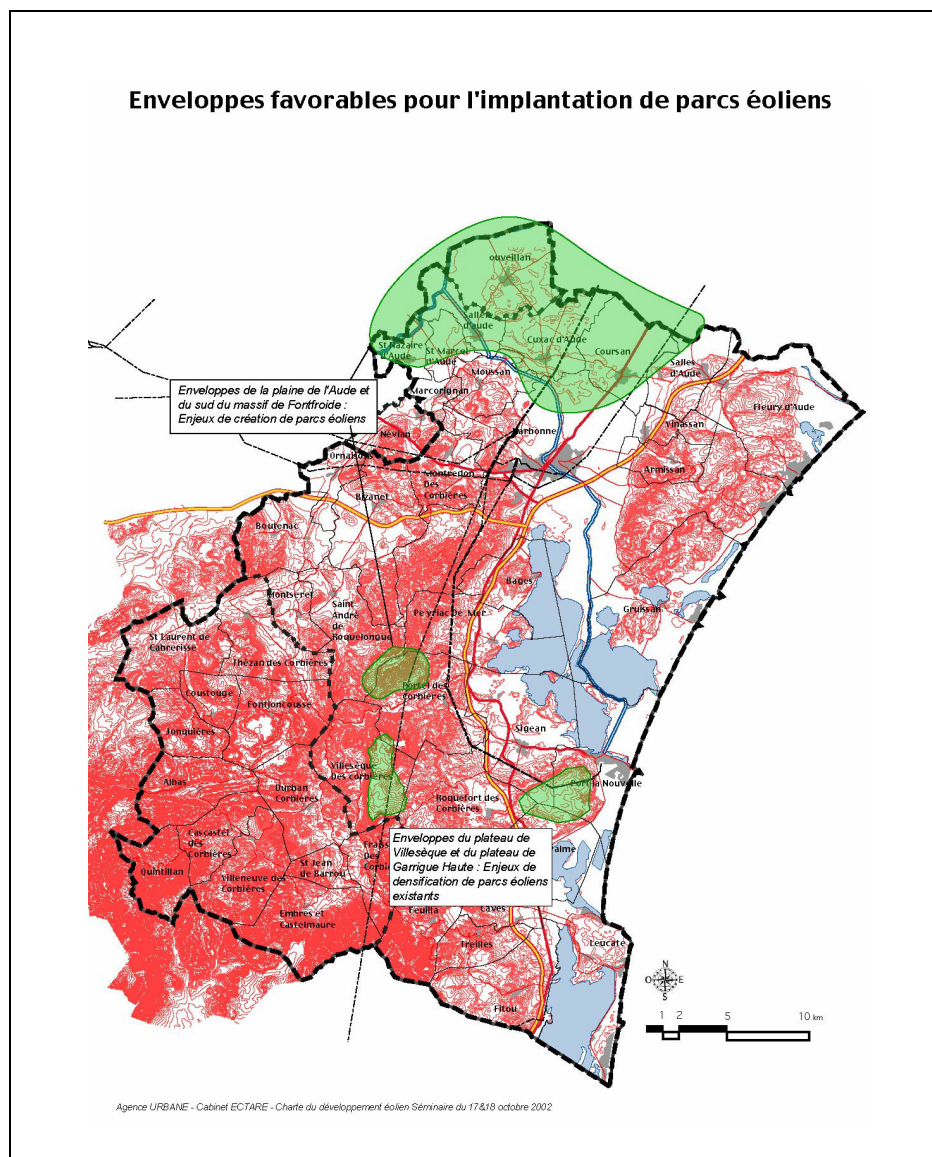 Enveloppes favorables pour l'implantation de parcs éoliens
ouveillan
Salles
d'aude
Cuxac d'Aude
St Nazaire
d'Aude
St Marcel
d'Aude
Coursan
Moussan
Salles
d'Aude
Marcorignan
Fleury d'Aude
Enveloppes de la plaine de l'Aude et
du sud du massif de Fontfroide :
Enjeux de création de parcs éoliens
Névian
Narbonne
Vinassan
Ornaisons
Montredon
Des
Corbières
Armissan
Bizanet
Boutenac
Bages
Montséret
Saint
André
de
Roquelongue
Peyriac De Mer
Gruissan
St Laurent de
Cabrerisse
Thézan des Corbières
Portel des
Corbières
Coustouge
Fontjoncousse
Jonquières
Sigean
Villesèque
des corbières
Albas
Durban
Corbières
Port la Nouvelle
Roquefort des
Corbières
Cascastel
des
Corbières
Enveloppes du plateau de
Villesèque et du plateau de
Garrigue Haute : Enjeux de
densification de parcs éoliens
existants
Quintillan
Villeneuve des
Corbières
St Jean
de Barrou
Embres et
Castelmaure
Feuilla
Caves
Treilles
Leucate
Fitou
N
O
E
S
1 2 5 10 km
Agence URBANE - Cabinet ECTARE - Charte du développement éolien Séminaire du 17&18 octobre 2002